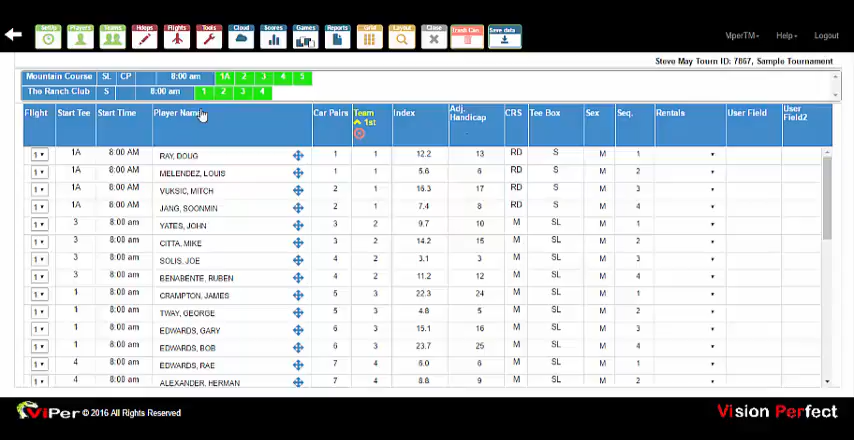 SetUp Players Teams Hdcps Flights Tools Cloud Scores Games Reports Grid Layout Close Trash Can Save data ViperTM Help Logout
Steve May Tourn ID: 7867, Sample Tournament
Mountain Course SL CP 8:00 am 1A 2 3 4 5
The Ranch Club S 8:00 am 1 2 3 4
Flight Start Tee Start Time Player Name Car Pairs Team 1st Index Adj. Handicap CRS Tee Box Sex Seq. Rentals User Field User Field2
1 1A 8:00 AM RAY, DOUG 1 1 12.2 13 RD S M 1
1 1A 8:00 AM MELENDEZ, LOUIS 1 1 5.6 6 RD S M 2
1 1A 8:00 AM VUKSIC, MITCH 2 1 16.3 17 RD S M 3
1 1A 8:00 AM JANG, SOONMIN 2 1 7.4 8 RD S M 4
1 3 8:00 am YATES, JOHN 3 2 9.7 10 M SL M 1
1 3 8:00 am CITTA, MIKE 3 2 14.2 15 M SL M 2
1 3 8:00 am SOLIS, JOE 4 2 3.1 3 M SL M 3
1 3 8:00 am BENABENTE, RUBEN 4 2 11.2 12 M SL M 4
1 1 8:00 am CRAMPTON, JAMES 5 3 22.3 24 M SL M 1
1 1 8:00 am TWAY, GEORGE 5 3 4.8 5 M SL M 2
1 1 8:00 am EDWARDS, GARY 6 3 15.1 16 M SL M 3
1 1 8:00 am EDWARDS, BOB 6 3 23.7 25 M SL M 4
1 4 8:00 am EDWARDS, RAE 7 4 6.0 6 M SL M 1
1 4 8:00 am ALEXANDER, HERMAN 7 4 8.8 9 M SL M 2
ViPer © 2016 All Rights Reserved
Vision Perfect